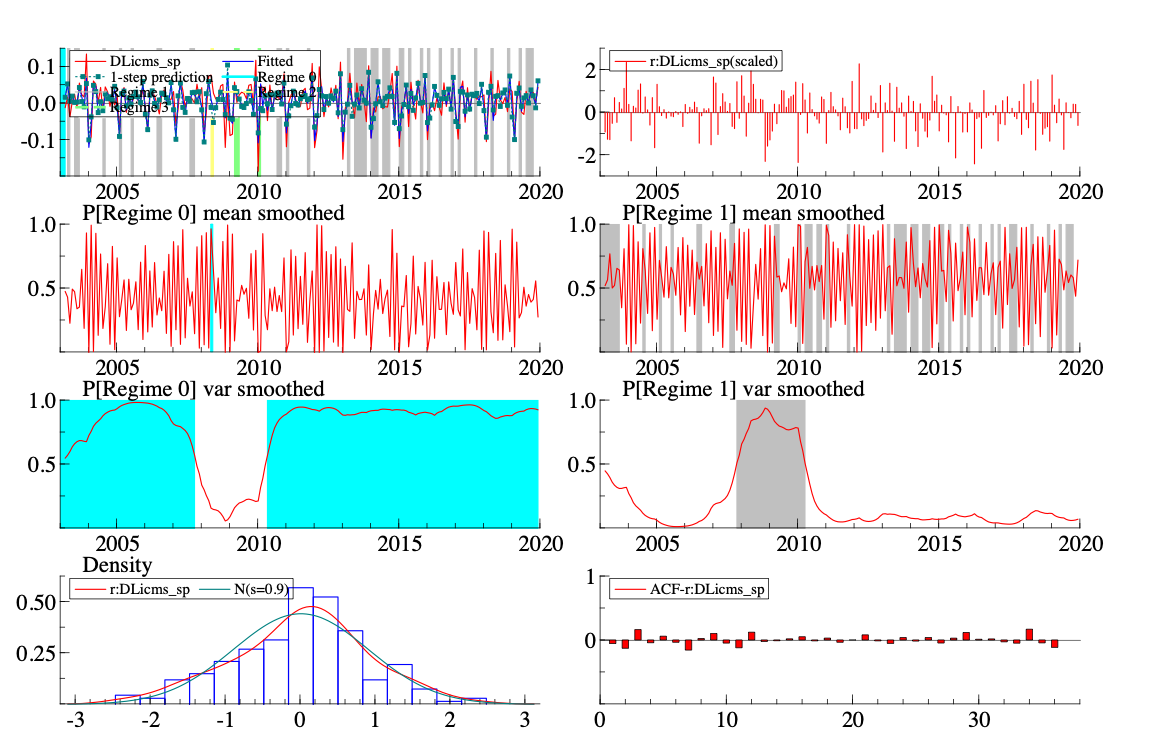 DLicms_sp Fitted
1-step prediction Regime 0
Regime 1 Regime 2
Regime 3
0.1
0.0
-0.1
2005 2010 2015 2020
r:DLicms_sp(scaled)
2
0
-2
2005 2010 2015 2020
P[Regime 0] mean smoothed
1.0
0.5
2005 2010 2015 2020
P[Regime 1] mean smoothed
1.0
0.5
2005 2010 2015 2020
P[Regime 0] var smoothed
1.0
0.5
2005 2010 2015 2020
P[Regime 1] var smoothed
1.0
0.5
2005 2010 2015 2020
Density
r:DLicms_sp N(s=0.9)
0.50
0.25
-3 -2 -1 0 1 2 3
ACF-r:DLicms_sp
1
0
0 10 20 30